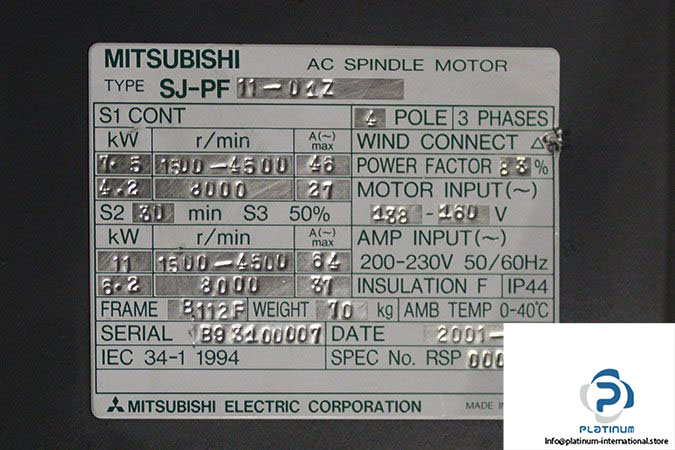 MITSUBISHI AC SPINDLE MOTOR
TYPE SJ-PF 11-01Z
S1 CONT 4 POLE 3 PHASES
kW r/min A(~) max WIND CONNECT △
7.5 1500-4500 46 POWER FACTOR 83 %
4.2 8000 27 MOTOR INPUT(~)
S2 30 min S3 50% 138 - 160 V
kW r/min A(~) max AMP INPUT(~)
11 1500-4500 64 200-230V 50/60Hz
6.2 8000 37 INSULATION F IP44
FRAME B112F WEIGHT 70 kg AMB TEMP 0-40℃
SERIAL B93100007 DATE 2001-
IEC 34-1 1994 SPEC No. RSP 000
MITSUBISHI ELECTRIC CORPORATION MADE IN
PLATINUM
info@platinum-international.store